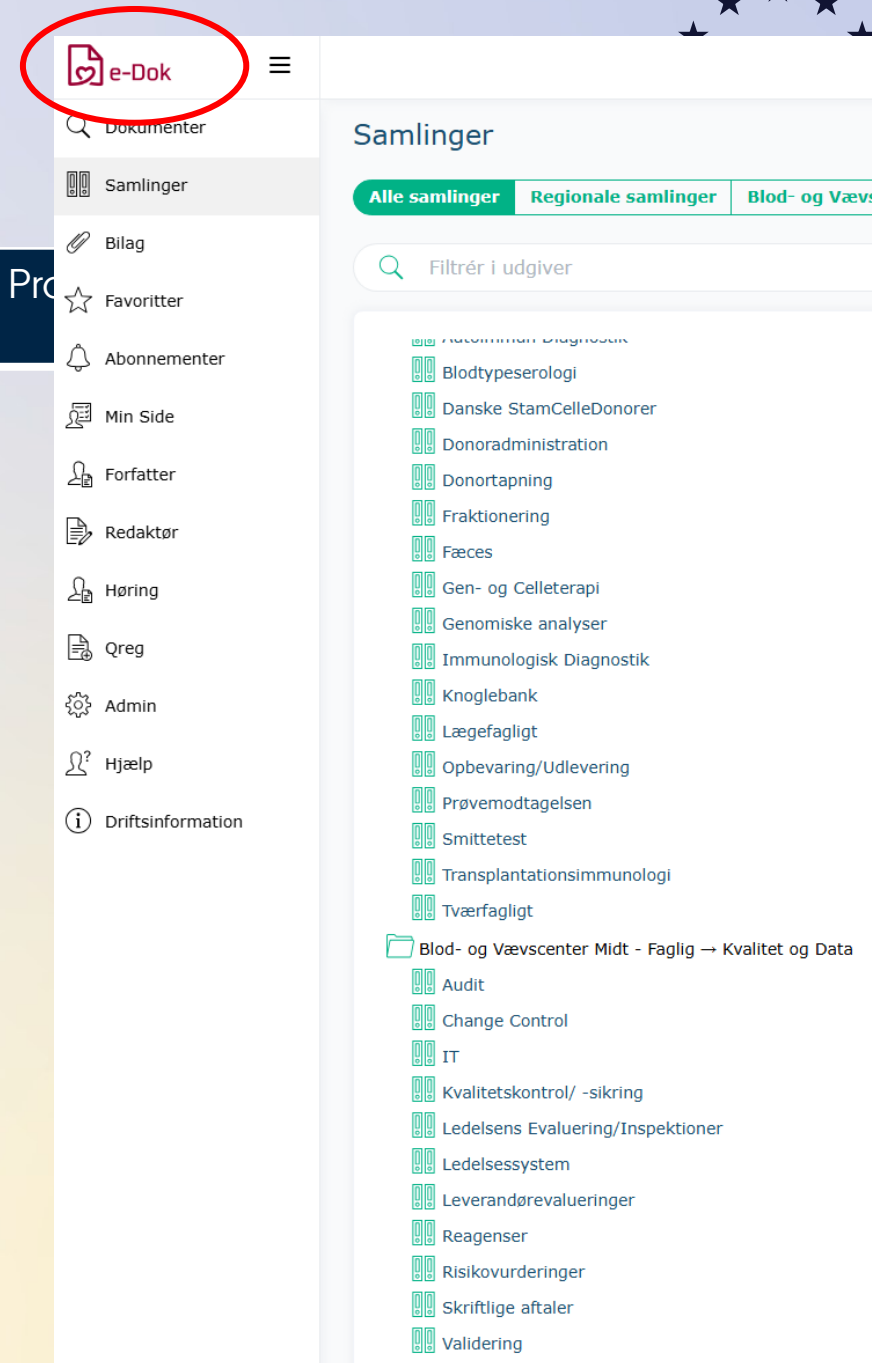 e-Dok
Dokumenter
Samlinger
Bilag
Favoritter
Abonnementer
Min Side
Forfatter
Redaktør
Høring
Qreg
Admin
Hjælp
Driftsinformation
Samlinger
Alle samlinger
Regionale samlinger
Blod- og Vævs
Filtrér i udgiver
Autoimmun Diagnostik
Blodtypeserologi
Danske StamCelleDonorer
Donoradministration
Donortapning
Fraktionering
Fæces
Gen- og Celleterapi
Genomiske analyser
Immunologisk Diagnostik
Knoglebank
Lægefagligt
Opbevaring/Udlevering
Prøvemodtagelsen
Smittetest
Transplantationsimmunologi
Tværfagligt
Blod- og Vævscenter Midt - Faglig → Kvalitet og Data
Audit
Change Control
IT
Kvalitetskontrol/ -sikring
Ledelsens Evaluering/Inspektioner
Ledelsessystem
Leverandørevalueringer
Reagenser
Risikovurderinger
Skriftlige aftaler
Validering